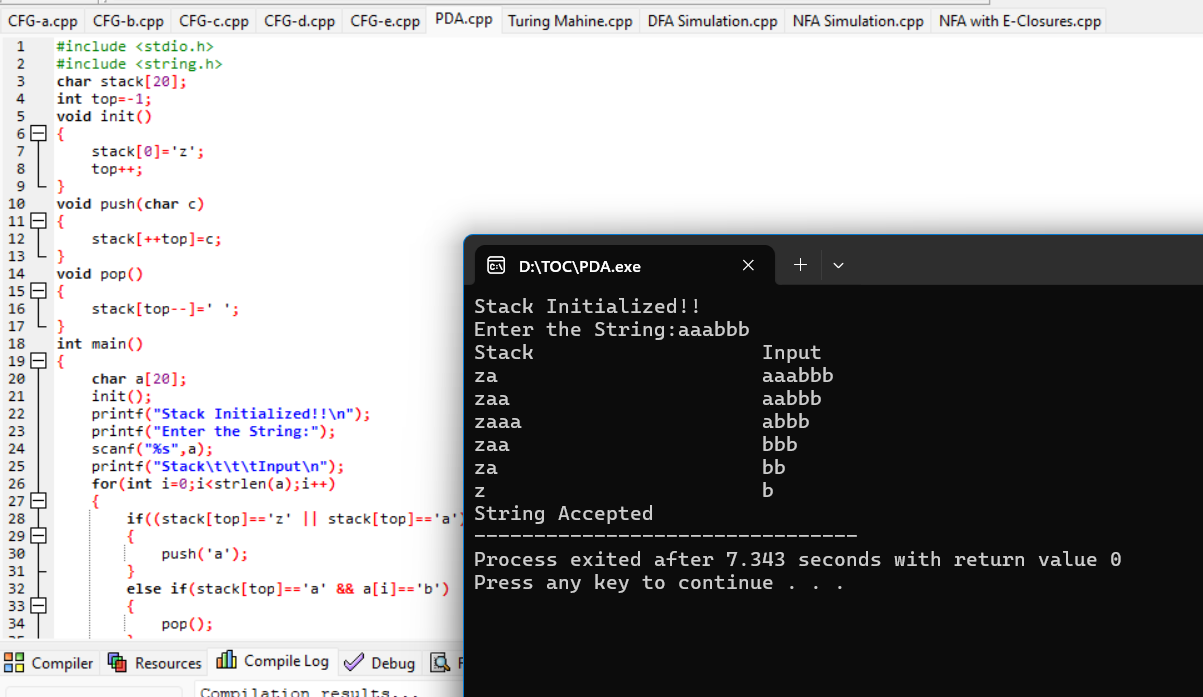 CFG-a.cpp CFG-b.cpp CFG-c.cpp CFG-d.cpp CFG-e.cpp PDA.cpp Turing Mahine.cpp DFA Simulation.cpp NFA Simulation.cpp NFA with E-Closures.cpp
1 #include <stdio.h>
2 #include <string.h>
3 char stack[20];
4 int top=-1;
5 void init()
6 {
7 stack[0]='z';
8 top++;
9 }
10 void push(char c)
11 {
12 stack[++top]=c;
13 }
14 void pop()
15 {
16 stack[top--]=' ';
17 }
18 int main()
19 {
20 char a[20];
21 init();
22 printf("Stack Initialized!!\n");
23 printf("Enter the String:");
24 scanf("%s",a);
25 printf("Stack\t\t\tInput\n");
26 for(int i=0;i<strlen(a);i++)
27 {
28 if((stack[top]=='z' || stack[top]=='a')
29 {
30 push('a');
31 }
32 else if(stack[top]=='a' && a[i]=='b')
33 {
34 pop();
Compiler Resources Compile Log Debug
Compilation results...
D:\TOC\PDA.exe
Stack Initialized!!
Enter the String:aaabbb
Stack Input
za aaabbb
zaa aabbb
zaaa abbb
zaa bbb
za bb
z b
String Accepted
--------------------------------
Process exited after 7.343 seconds with return value 0
Press any key to continue . . .